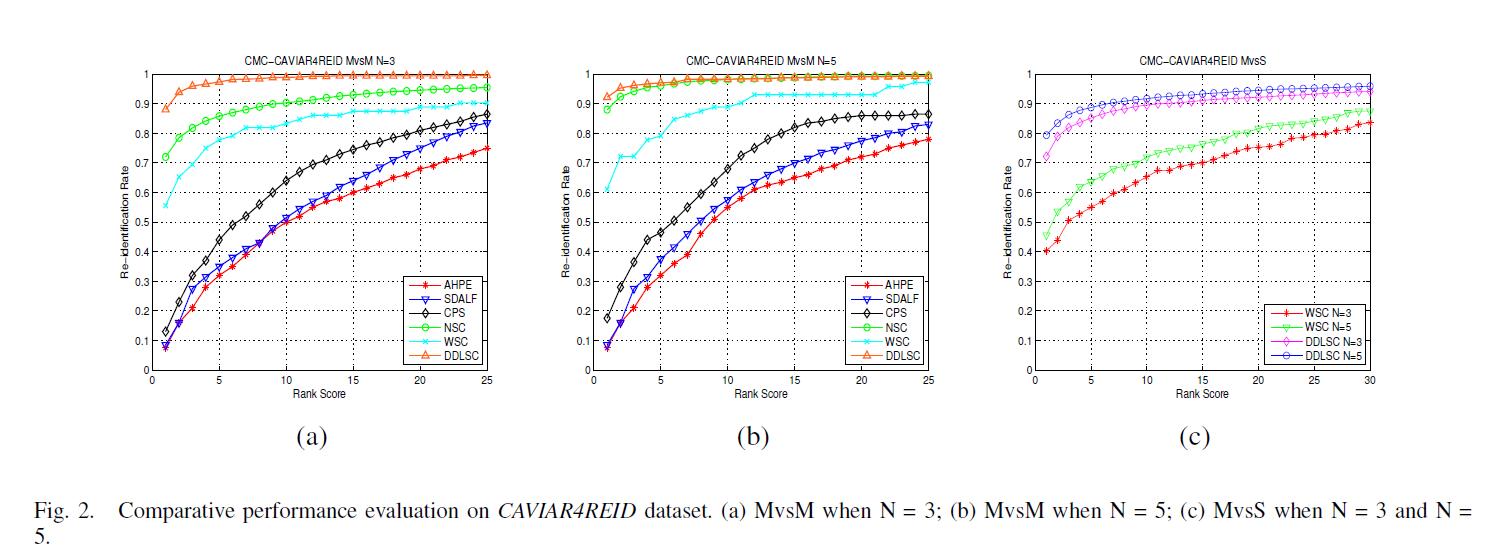 CMC−CAVIAR4REID MvsM N=3
Re−identification Rate
1
0.9
0.8
0.7
0.6
0.5
0.4
0.3
0.2
0.1
0
0 5 10 15 20 25
Rank Score
AHPE
SDALF
CPS
NSC
WSC
DDLSC
(a)
CMC−CAVIAR4REID MvsM N=5
Re−identification Rate
1
0.9
0.8
0.7
0.6
0.5
0.4
0.3
0.2
0.1
0
0 5 10 15 20 25
Rank Score
AHPE
SDALF
CPS
NSC
WSC
DDLSC
(b)
CMC−CAVIAR4REID MvsS
Re−identification Rate
1
0.9
0.8
0.7
0.6
0.5
0.4
0.3
0.2
0.1
0
0 5 10 15 20 25 30
Rank Score
WSC N=3
WSC N=5
DDLSC N=3
DDLSC N=5
(c)
Fig. 2. Comparative performance evaluation on CAVIAR4REID dataset. (a) MvsM when N = 3; (b) MvsM when N = 5; (c) MvsS when N = 3 and N =
5.